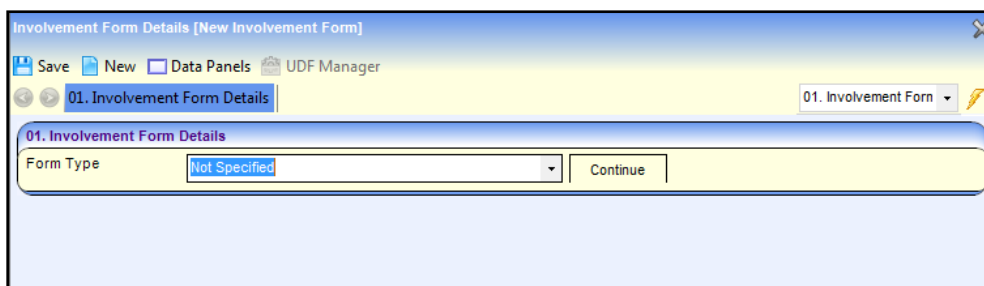 Involvement Form Details [New Involvement Form]
Save New Data Panels UDF Manager
01. Involvement Form Details 01. Involvement Forn
01. Involvement Form Details
Form Type Not Specified Continue